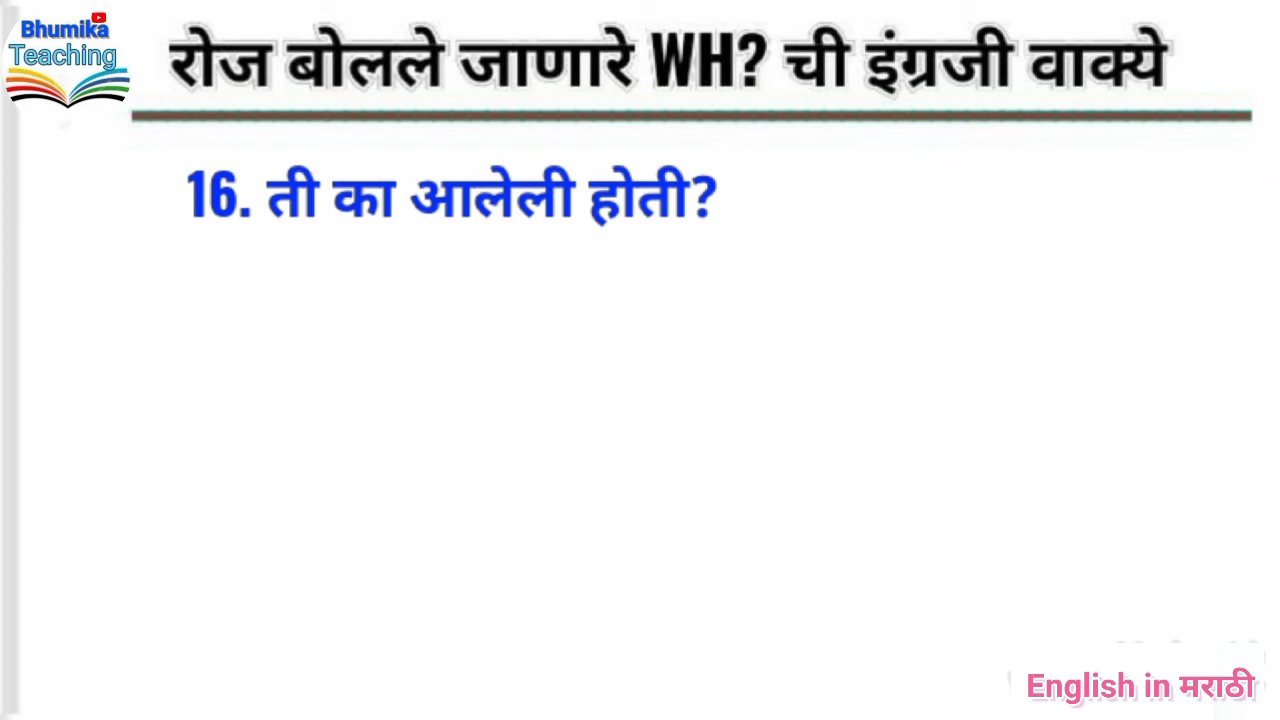 Bhumika
Teaching
रोज बोलले जाणारे WH? ची इंग्रजी वाक्ये
16. ती का आलेली होती?
English in मराठी